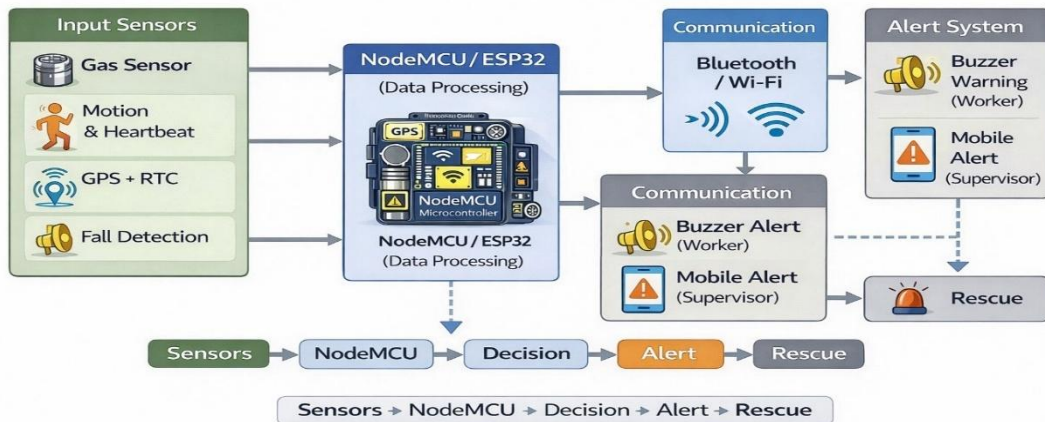 Input Sensors
Gas Sensor
Motion
& Heartbeat
GPS + RTC
Fall Detection
NodeMCU / ESP32
(Data Processing)
GPS
NodeMCU
Microcontroller
NodeMCU / ESP32
(Data Processing)
Communication
Bluetooth
/ Wi-Fi
Alert System
Buzzer
Warning
(Worker)
Mobile
Alert
(Supervisor)
Communication
Buzzer Alert
(Worker)
Mobile Alert
(Supervisor)
Rescue
Sensors
NodeMCU
Decision
Alert
Rescue
Sensors → NodeMCU → Decision → Alert → Rescue